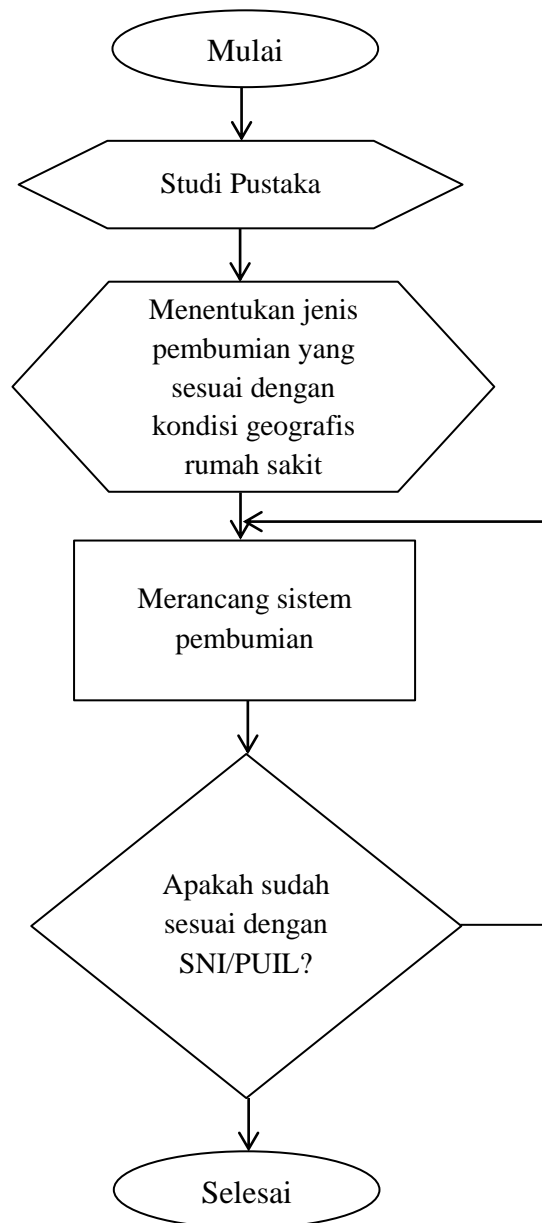 Mulai
Studi Pustaka
Menentukan jenis
pembumian yang
sesuai dengan
kondisi geografis
rumah sakit
Merancang sistem
pembumian
Apakah sudah
sesuai dengan
SNI/PUIL?
Selesai